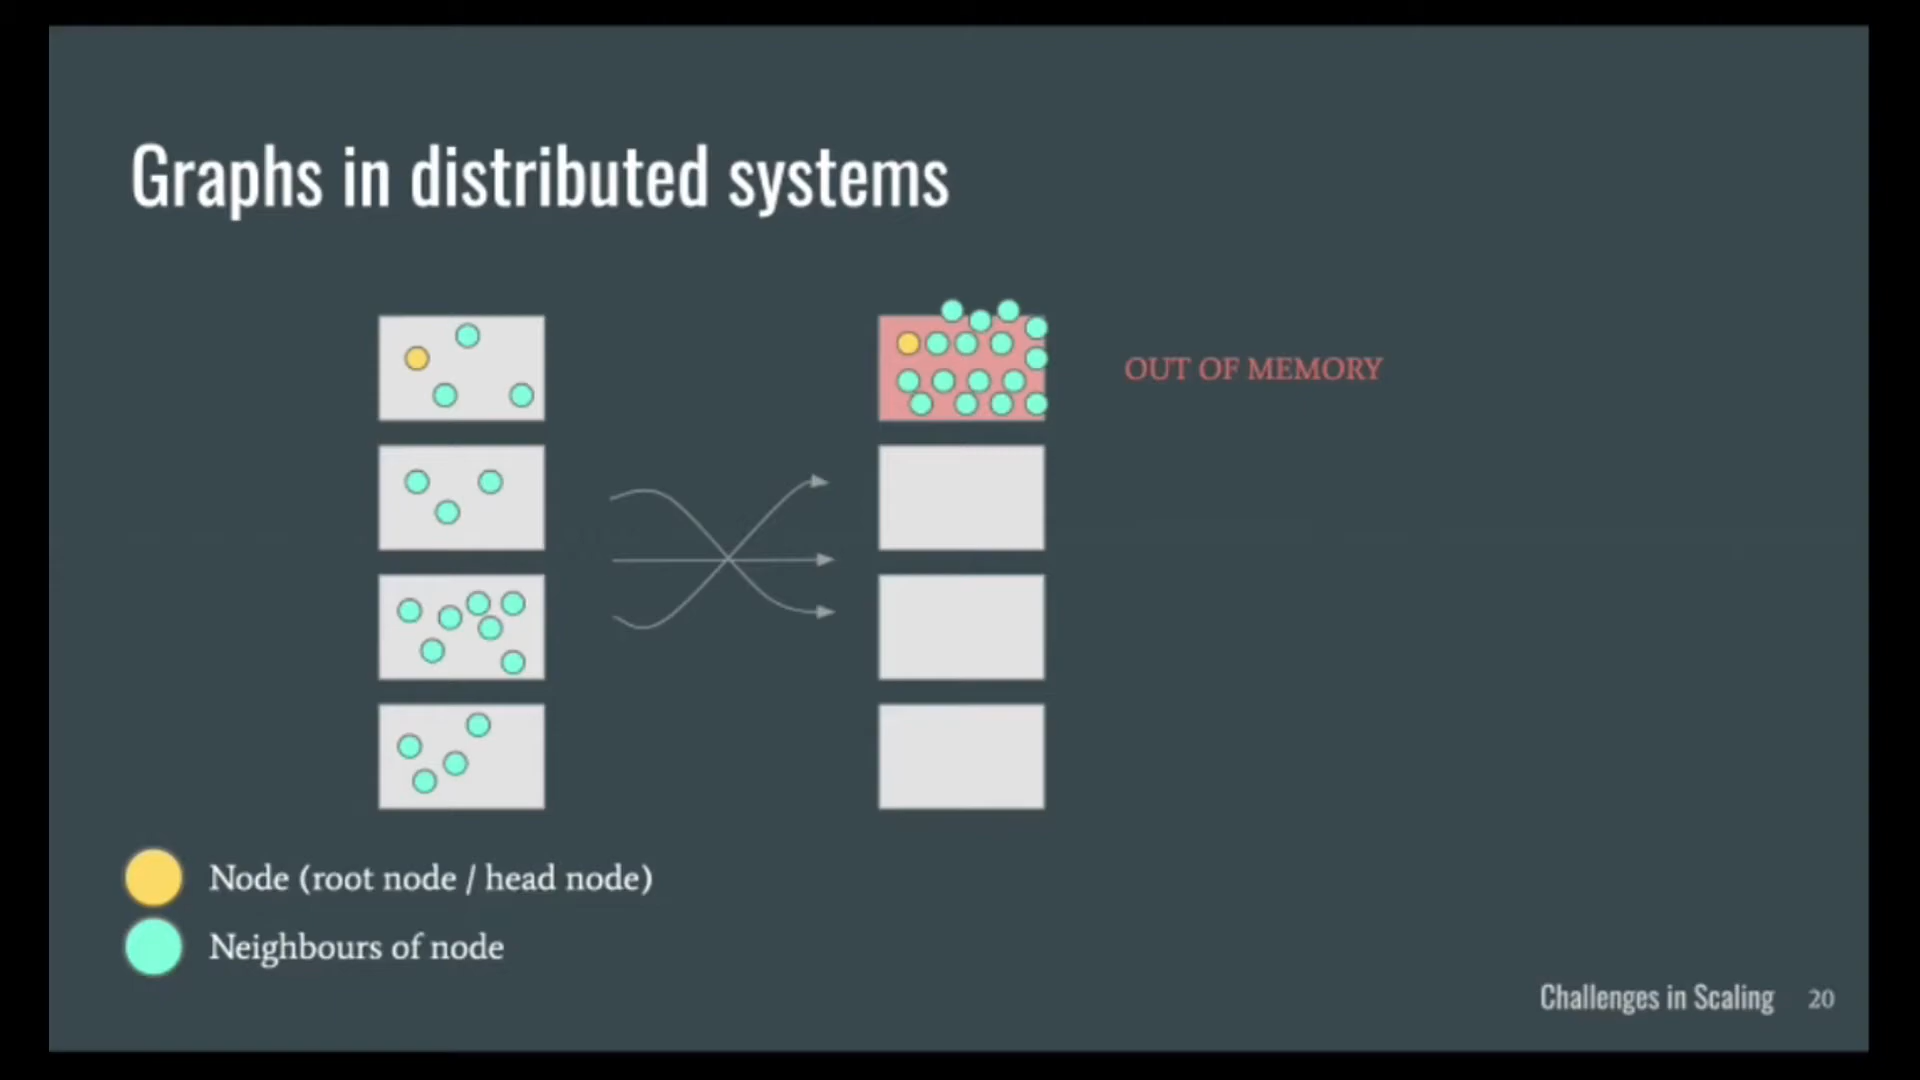 Graphs in distributed systems
OUT OF MEMORY
Node (root node / head node)
Neighbours of node
Challenges in Scaling 20